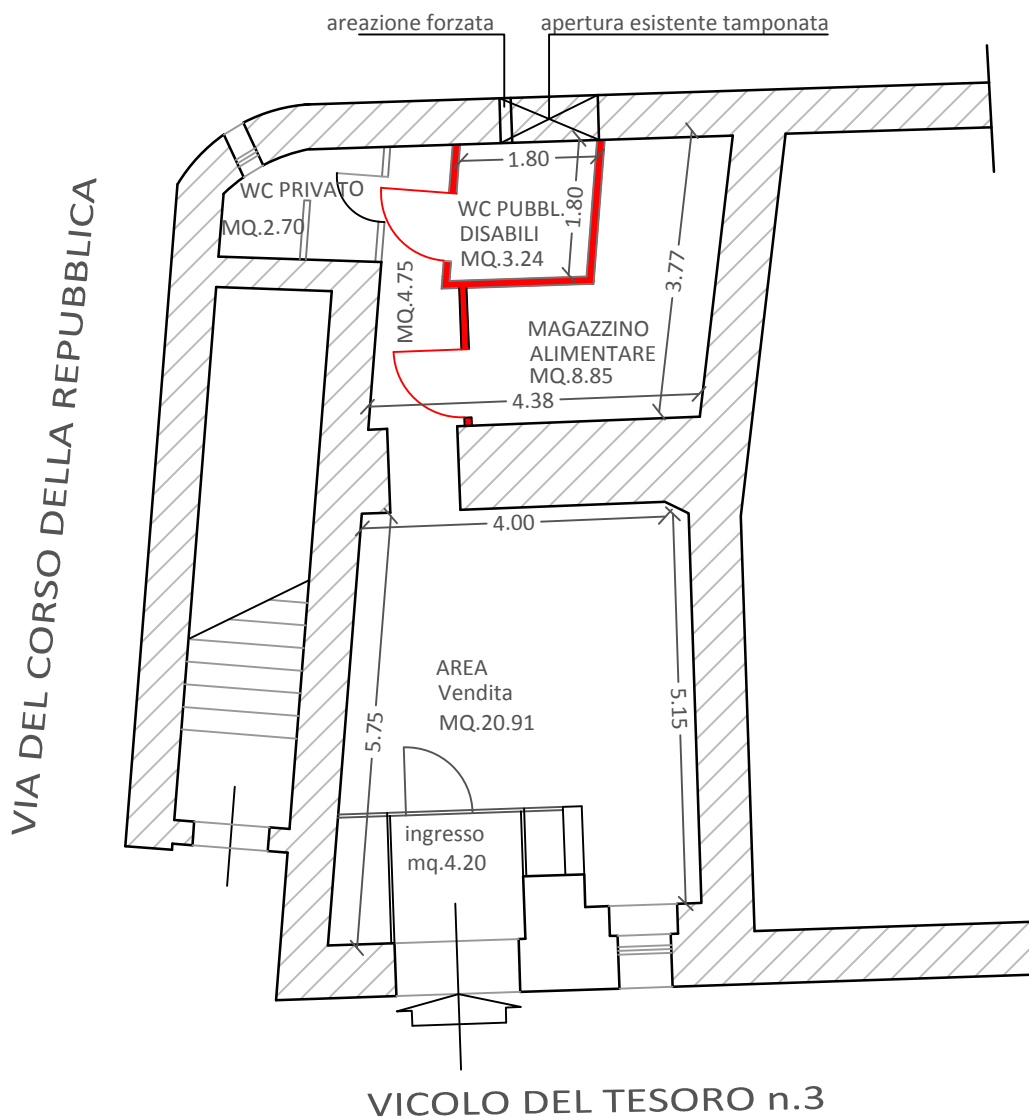 areazione forzata
apertura esistente tamponata
1.80
WC PRIVATO
MQ.2.70
WC PUBBL.
DISABILI
MQ.3.24
1.80
3.77
MQ.4.75
MAGAZZINO
ALIMENTARE
MQ.8.85
4.38
VIA DEL CORSO DELLA REPUBBLICA
4.00
AREA
Vendita
MQ.20.91
5.75
5.15
ingresso
mq.4.20
VICOLO DEL TESORO n.3